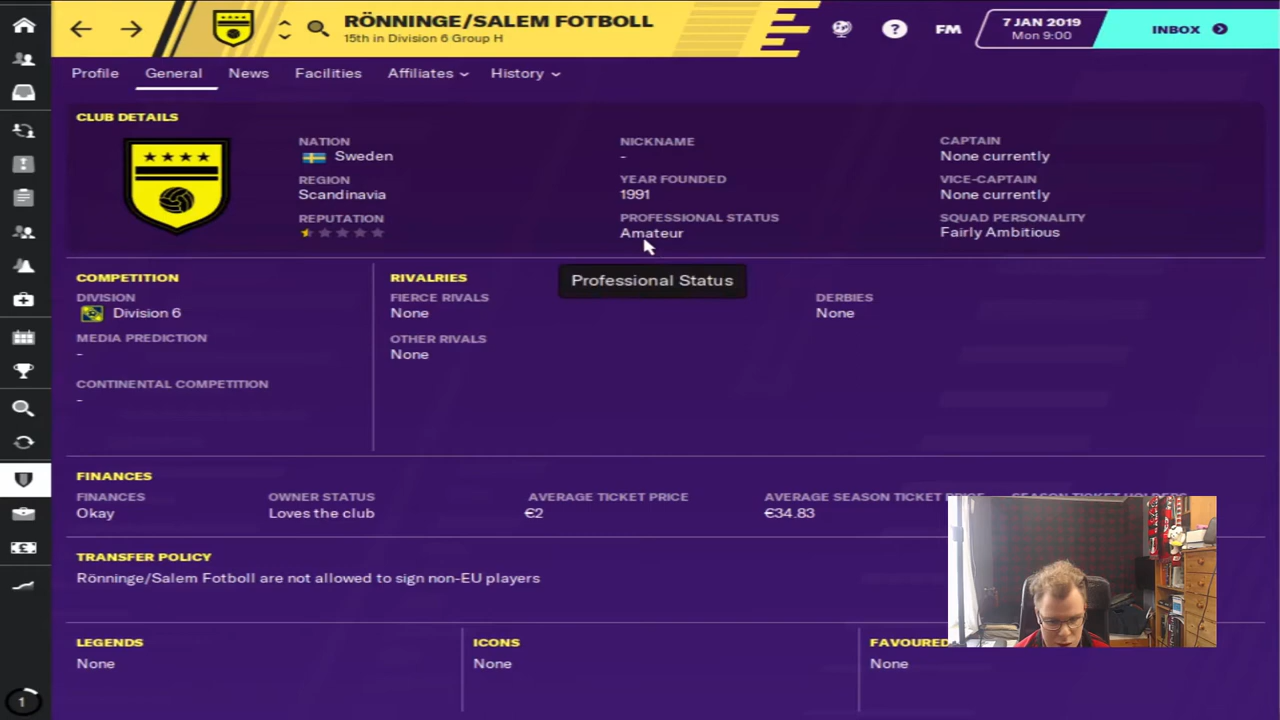 RÖNNINGE/SALEM FOTBOLL
15th in Division 6 Group H
FM
7 JAN 2019
Mon 9:00
INBOX
Profile
General
News
Facilities
Affiliates
History
CLUB DETAILS
NATION
Sweden
REGION
Scandinavia
REPUTATION
NICKNAME
-
YEAR FOUNDED
1991
PROFESSIONAL STATUS
Amateur
CAPTAIN
None currently
VICE-CAPTAIN
None currently
SQUAD PERSONALITY
Fairly Ambitious
Professional Status
COMPETITION
DIVISION
Division 6
MEDIA PREDICTION
-
CONTINENTAL COMPETITION
-
RIVALRIES
FIERCE RIVALS
None
OTHER RIVALS
None
DERBIES
None
FINANCES
FINANCES
Okay
OWNER STATUS
Loves the club
AVERAGE TICKET PRICE
€2
AVERAGE SEASON TICKET PRICE
€34.83
SEASON TICKET HOLDERS
TRANSFER POLICY
Rönninge/Salem Fotboll are not allowed to sign non-EU players
LEGENDS
None
ICONS
None
FAVOURED
None
1